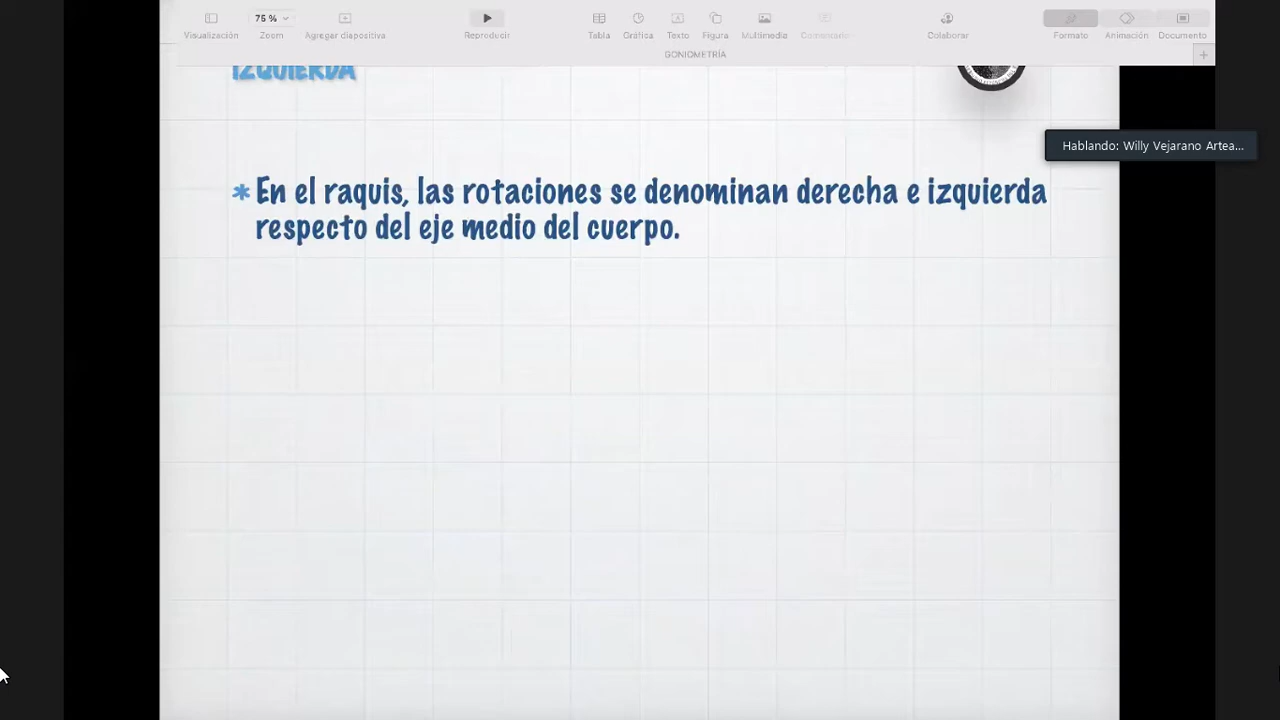 75 %
Visualización Zoom Agregar diapositiva Reproducir Tabla Gráfica Texto Figura Multimedia Comentario Colaborar Formato Animación Documento
GONIOMETRÍA
IZQUIERDA
Hablando: Willy Vejarano Artea...
* En el raquis, las rotaciones se denominan derecha e izquierda
respecto del eje medio del cuerpo.